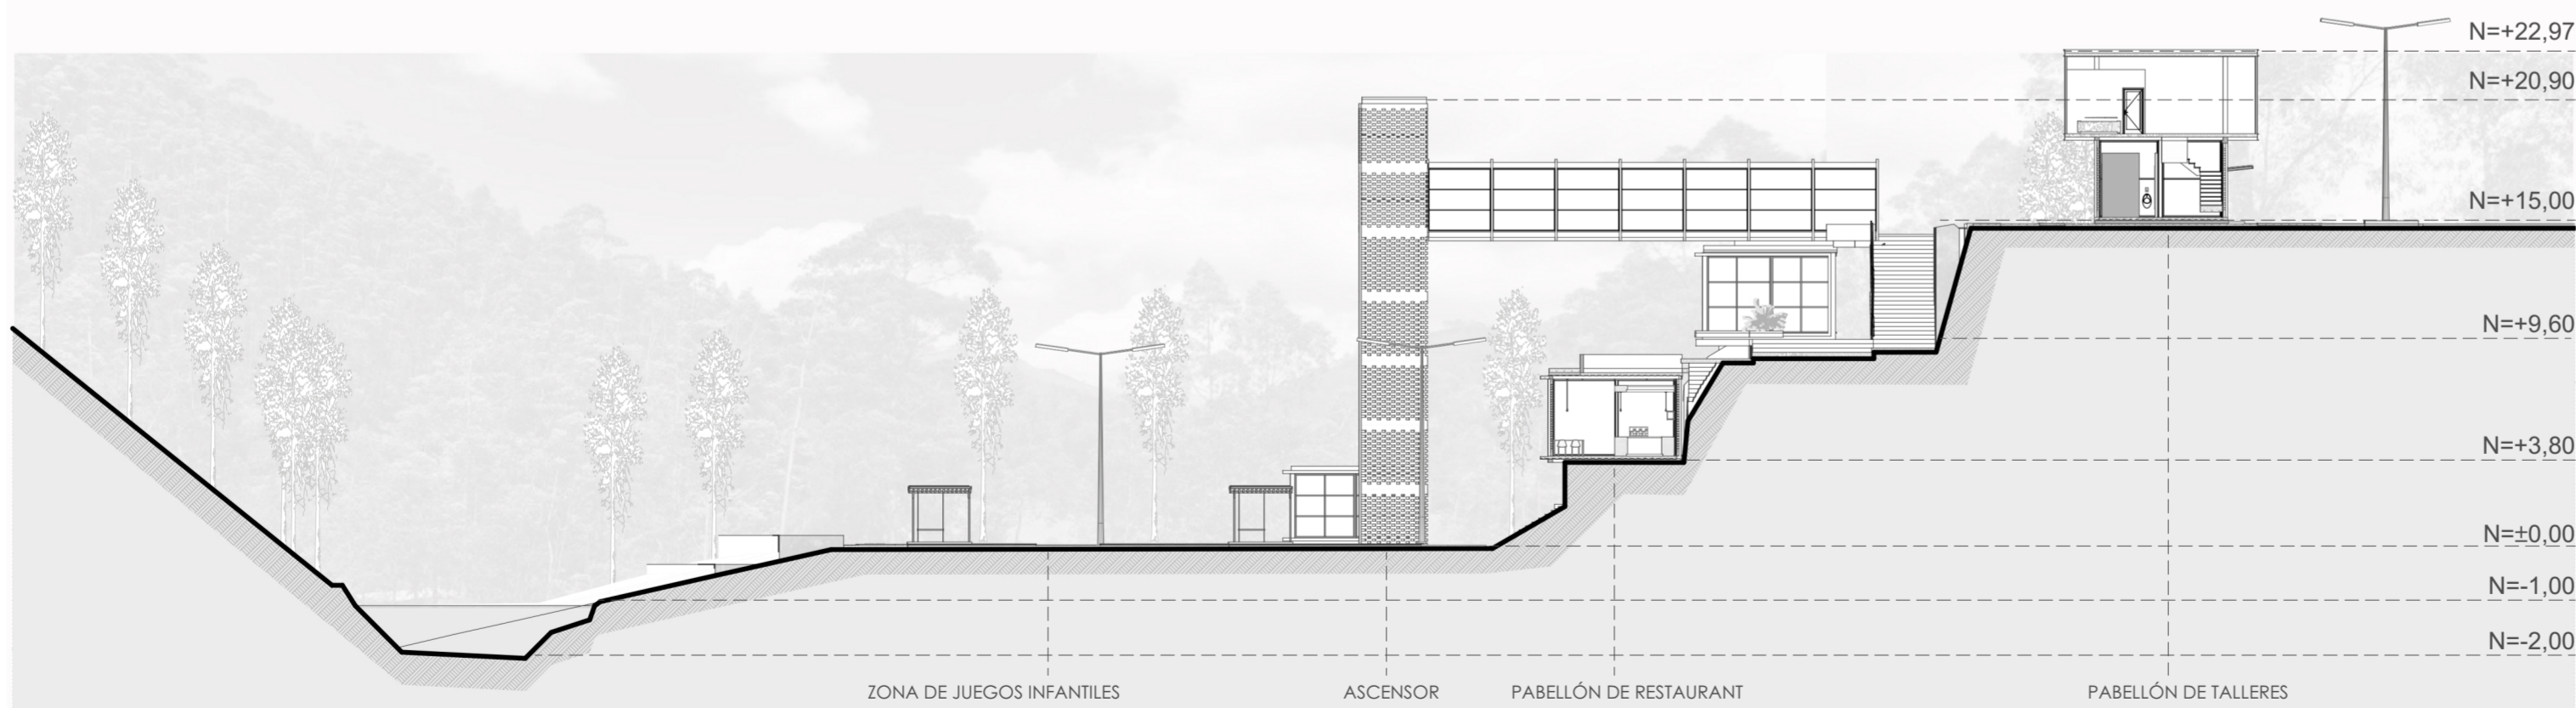 N=+22,97
N=+20,90
N=+15,00
N=+9,60
N=+3,80
N=±0,00
N=-1,00
N=-2,00
ZONA DE JUEGOS INFANTILES
ASCENSOR
PABELLÓN DE RESTAURANT
PABELLÓN DE TALLERES